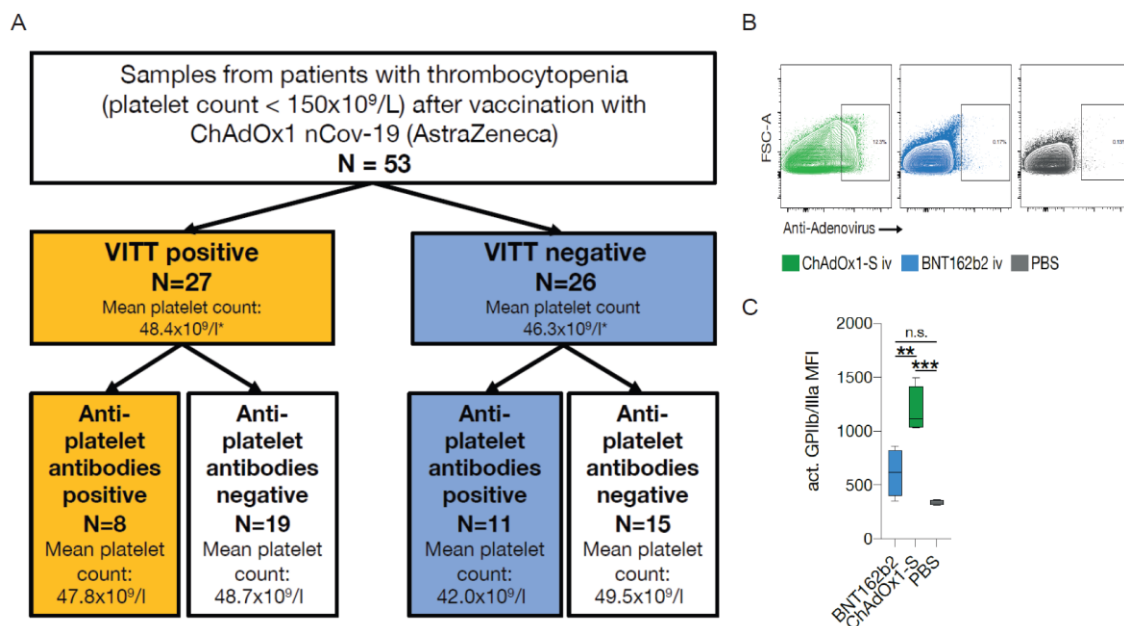 A
Samples from patients with thrombocytopenia
(platelet count < 150x10⁹/L) after vaccination with
ChAdOx1 nCov-19 (AstraZeneca)
N = 53
VITT positive
N=27
Mean platelet count:
48.4x10⁹/l*
VITT negative
N=26
Mean platelet count
46.3x10⁹/l*
Anti-
platelet
antibodies
positive
N=8
Mean platelet
count:
47.8x10⁹/l
Anti-
platelet
antibodies
negative
N=19
Mean platelet
count:
48.7x10⁹/l
Anti-
platelet
antibodies
positive
N=11
Mean platelet
count:
42.0x10⁹/l
Anti-
platelet
antibodies
negative
N=15
Mean platelet
count:
49.5x10⁹/l
B
FSC-A
12.3%
0.17%
Anti-Adenovirus
ChAdOx1-S iv
BNT162b2 iv
PBS
C
act. GPIIb/IIIa MFI
2000
1500
1000
500
0
n.s.
**
***
BNT162b2
ChAdOx1-S
PBS